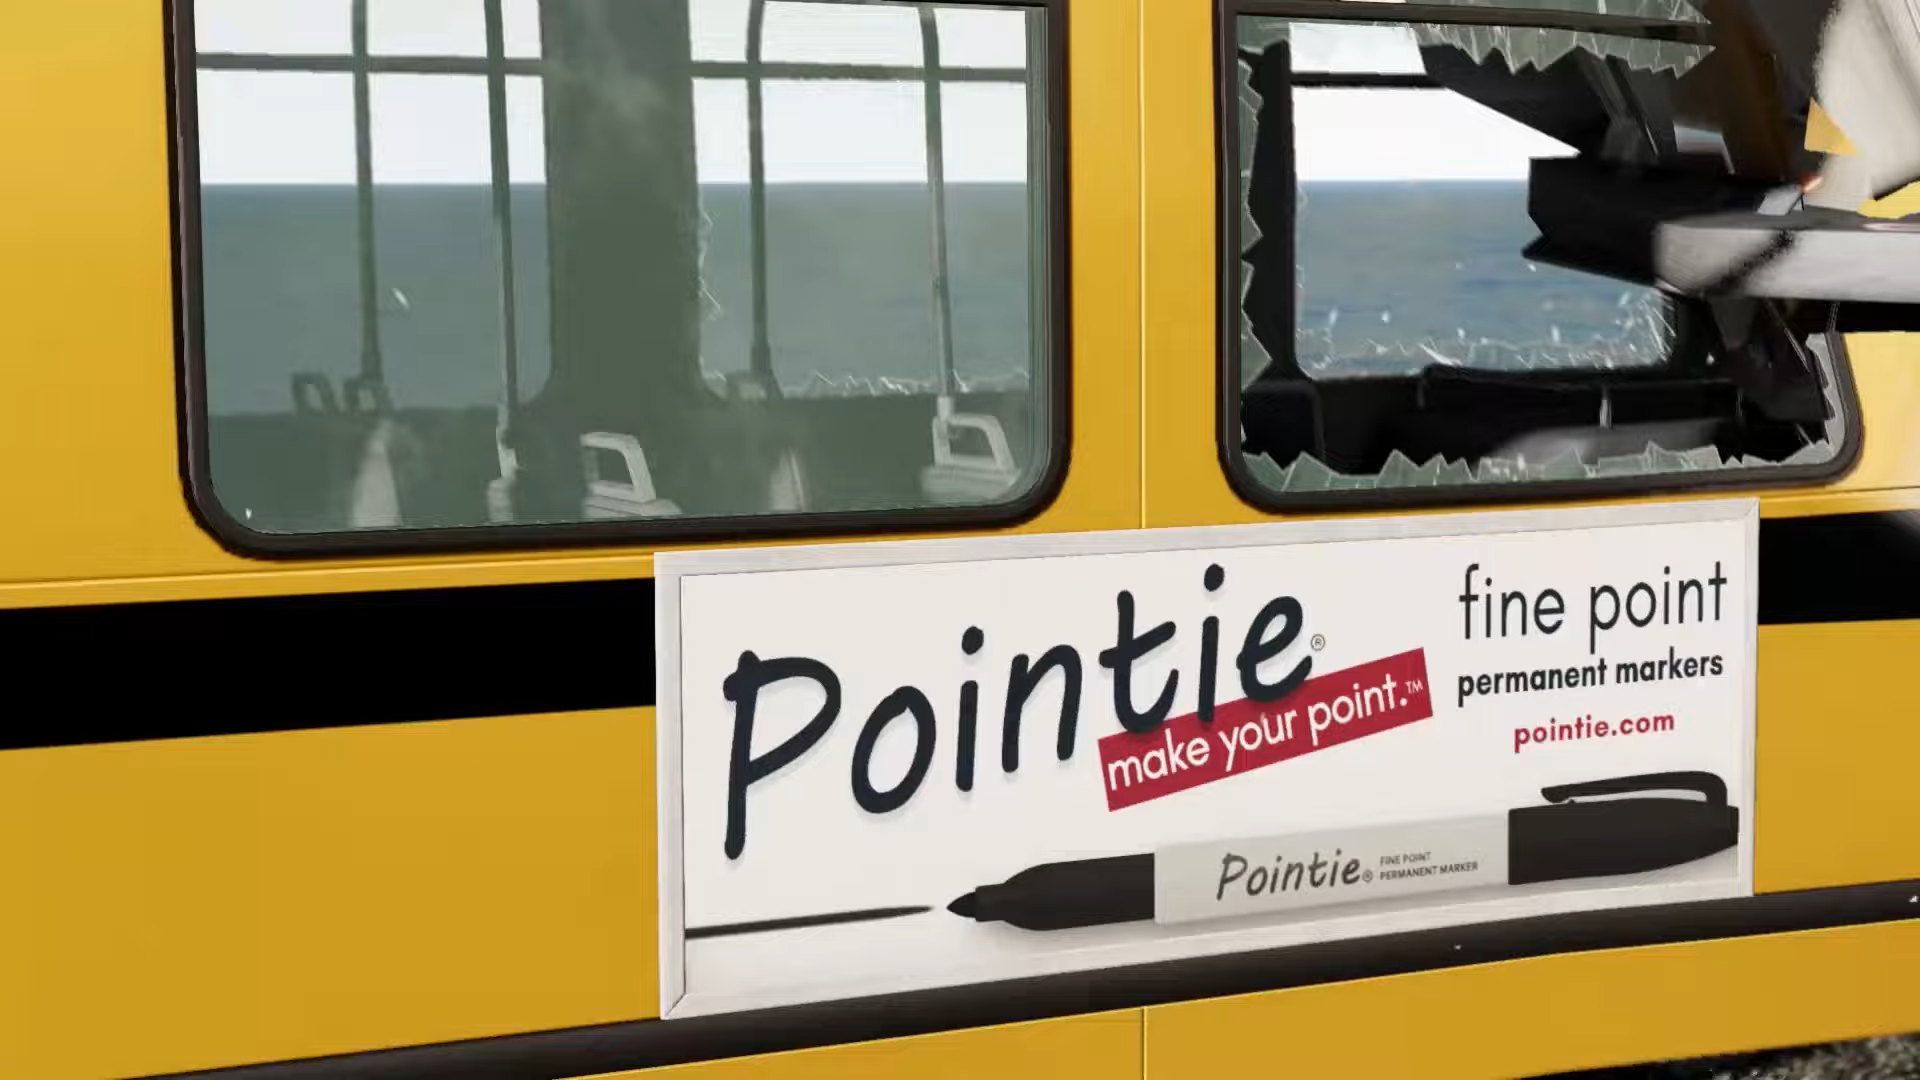 Pointie®
make your point.™
fine point
permanent markers
pointie.com
Pointie® FINE POINT
PERMANENT MARKER